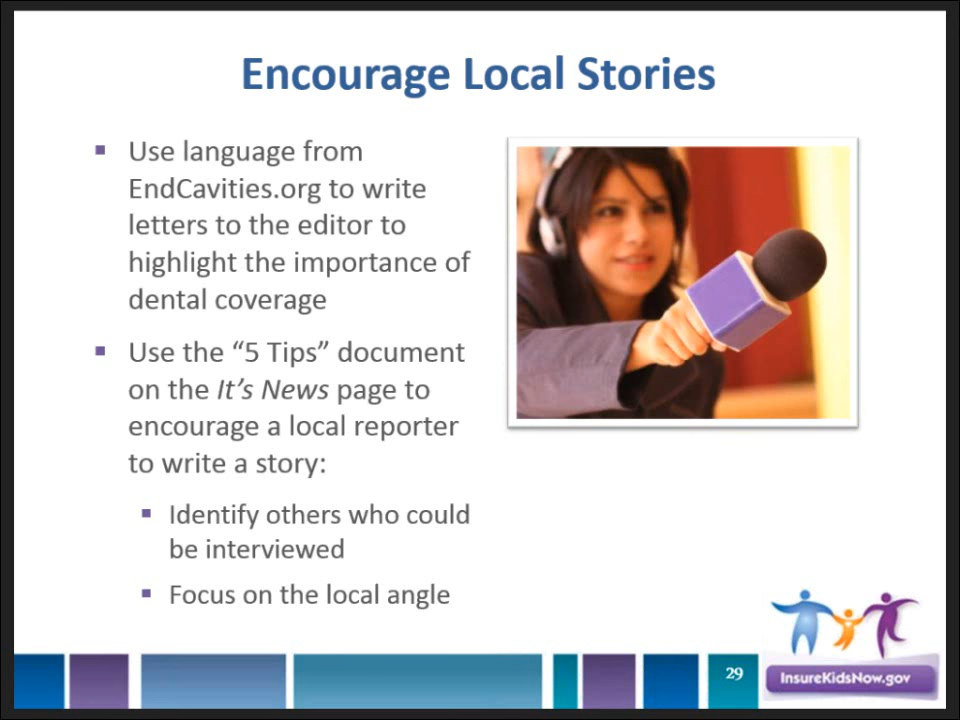 Encourage Local Stories
▪ Use language from
EndCavities.org to write
letters to the editor to
highlight the importance of
dental coverage
▪ Use the “5 Tips” document
on the It’s News page to
encourage a local reporter
to write a story:
▪ Identify others who could
be interviewed
▪ Focus on the local angle
29
InsureKidsNow.gov